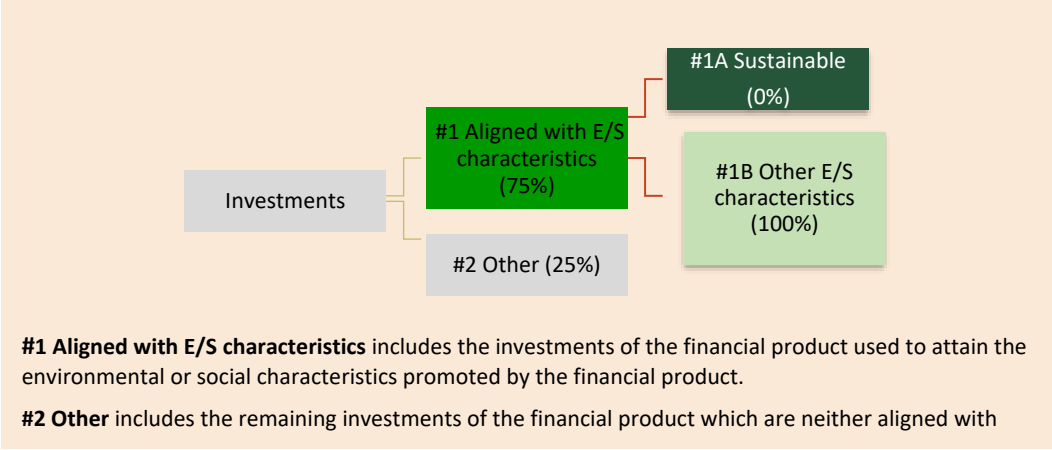 #1A Sustainable
(0%)
#1 Aligned with E/S
characteristics
(75%)
#1B Other E/S
characteristics
(100%)
Investments
#2 Other (25%)
#1 Aligned with E/S characteristics includes the investments of the financial product used to attain the
environmental or social characteristics promoted by the financial product.
#2 Other includes the remaining investments of the financial product which are neither aligned with